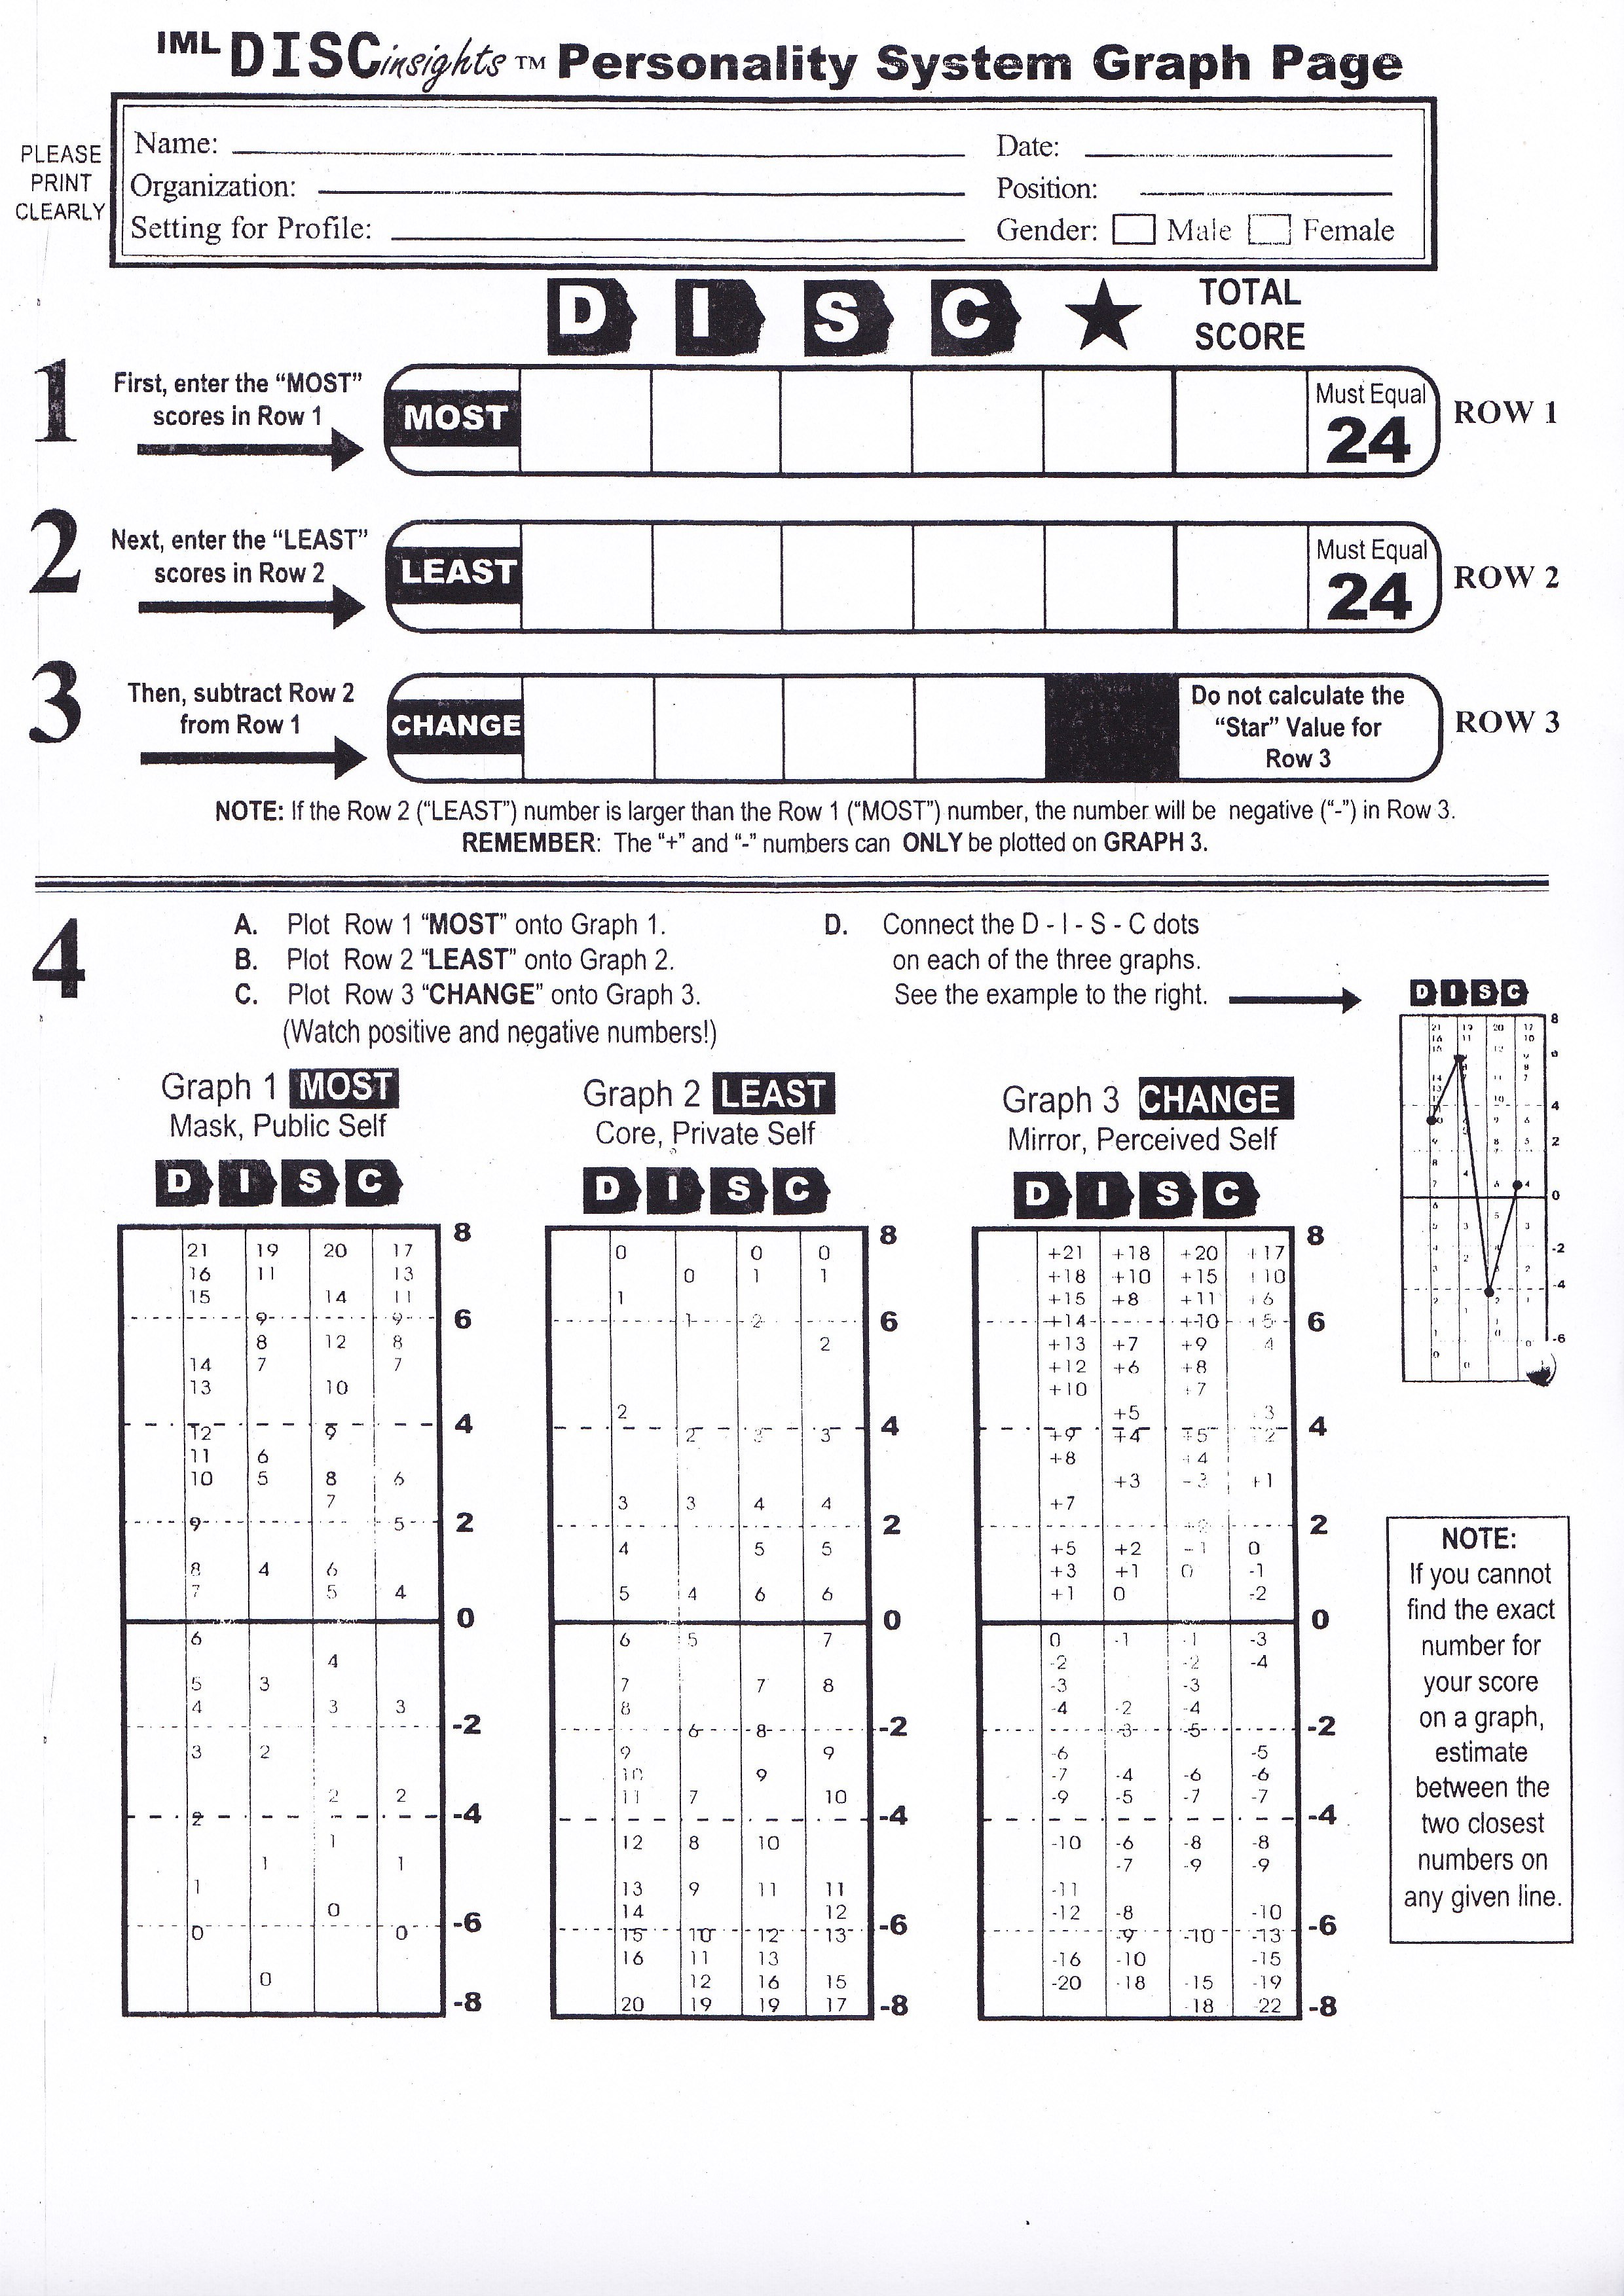 IML DISCinsights ™ Personality System Graph Page
PLEASE
PRINT
CLEARLY
Name:
Date:
Organization:
Position:
Setting for Profile:
Gender: Male Female
D I S C ★ TOTAL
SCORE
1
First, enter the “MOST”
scores in Row 1
MOST
Must Equal
24
ROW 1
2
Next, enter the “LEAST”
scores in Row 2
LEAST
Must Equal
24
ROW 2
3
Then, subtract Row 2
from Row 1
CHANGE
Do not calculate the
“Star” Value for
Row 3
ROW 3
NOTE: If the Row 2 (“LEAST”) number is larger than the Row 1 (“MOST”) number, the number will be negative (“-”) in Row 3.
REMEMBER: The “+” and “-” numbers can ONLY be plotted on GRAPH 3.
4
A. Plot Row 1 “MOST” onto Graph 1.
B. Plot Row 2 “LEAST” onto Graph 2.
C. Plot Row 3 “CHANGE” onto Graph 3.
(Watch positive and negative numbers!)
D. Connect the D - I - S - C dots
on each of the three graphs.
See the example to the right.
D I S C
8
4
2
0
-2
-4
-6
Graph 1 MOST
Mask, Public Self
D I S C
8
21 19 20 17
16 11 13
15 14 11
9 9 6
8 12 8
14 7 7
13 10
4
12 9
11 6
10 5 8 6
7
9 5 2
8 4 6
7 5 4
0
6
4
5 3
4 3 3
-2
3 2
2 2
2 -4
1
1 1
1
0
0 0 -6
0
-8
Graph 2 LEAST
Core, Private Self
D I S C
8
0 0 0
0 1 1
1
1 2 6
2
2
4
2 3 3
3 3 4 4
2
4 5 5
5 4 6 6
0
6 5 7
7 7 8
8
6 8 -2
9 9
10 9
11 7 10
-4
12 8 10
13 9 11 11
14 12
15 10 12 13 -6
16 11 13
12 16 15
20 19 19 17 -8
Graph 3 CHANGE
Mirror, Perceived Self
D I S C
8
+21 +18 +20 +17
+18 +10 +15 +10
+15 +8 +11 +6
+14 +10 +5 6
+13 +7 +9 4
+12 +6 +8
+10 +7
+5 3
4
+9 +4 +5 2
+8 +4
+3 -3 +1
+7
2
+5 +2 -1 0
+3 +1 0 -1
+1 0 -2
0
0 -1 -1 -3
-2 -2 -4
-3 -3
-4 -2 -4
-3 -5 -2
-6 -5
-7 -4 -6 -6
-9 -5 -7 -7
-4
-10 -6 -8 -8
-7 -9 -9
-11
-12 -8 -10
-9 -10 -13 -6
-16 -10 -15
-20 -18 -15 -19
-18 -22 -8
NOTE:
If you cannot
find the exact
number for
your score
on a graph,
estimate
between the
two closest
numbers on
any given line.